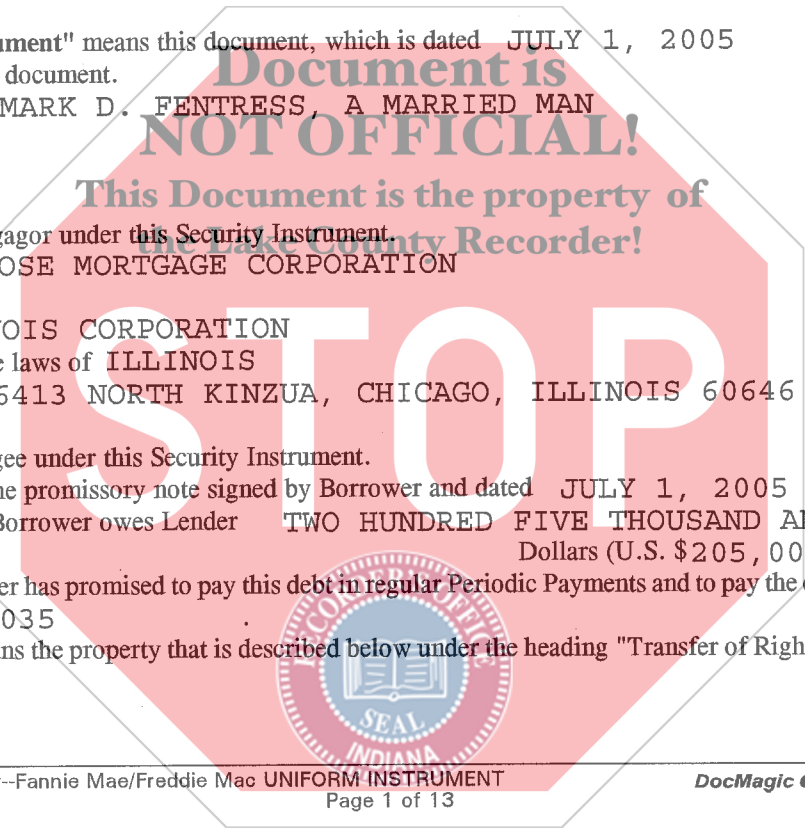 ument" means this document, which is dated JULY 1, 2005
document.
Document is
MARK D. FENTRESS, A MARRIED MAN
NOT OFFICIAL!
This Document is the property of
gagor under this Security Instrument.
the Lake County Recorder!
OSE MORTGAGE CORPORATION
OIS CORPORATION
e laws of ILLINOIS
6413 NORTH KINZUA, CHICAGO, ILLINOIS 60646
STOP
gee under this Security Instrument.
he promissory note signed by Borrower and dated JULY 1, 2005
Borrower owes Lender TWO HUNDRED FIVE THOUSAND A
Dollars (U.S. $205,00
er has promised to pay this debt in regular Periodic Payments and to pay the
035
ns the property that is described below under the heading "Transfer of Righ
RECORDER'S OFFICE
SEAL
INDIANA
--Fannie Mae/Freddie Mac UNIFORM INSTRUMENT
DocMagic
Page 1 of 13